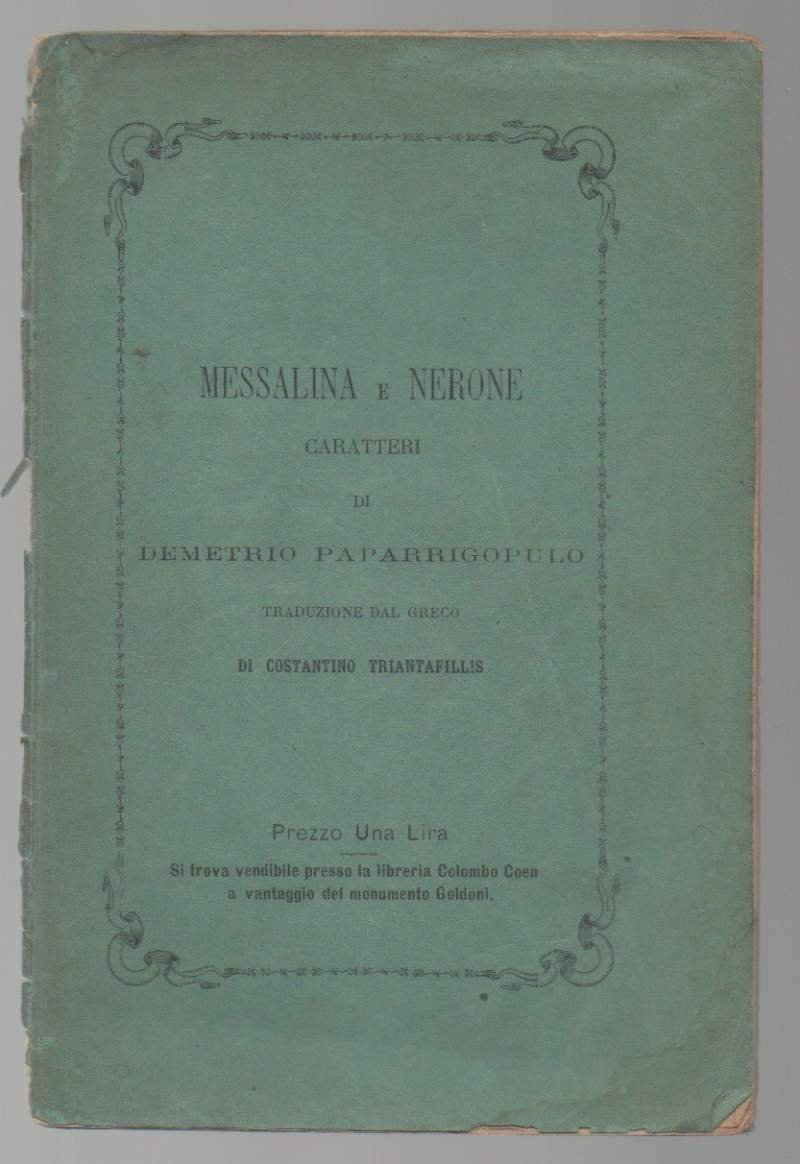 MESSALINA E NERONE
CARATTERI
DI
DEMETRIO PAPARRIGOPULO
TRADUZIONE DAL GRECO
DI COSTANTINO TRIANTAFILLIS
Prezzo Una Lira
Si trova vendibile presso la libreria Colombo Coen
a vantaggio del monumento Goldoni.